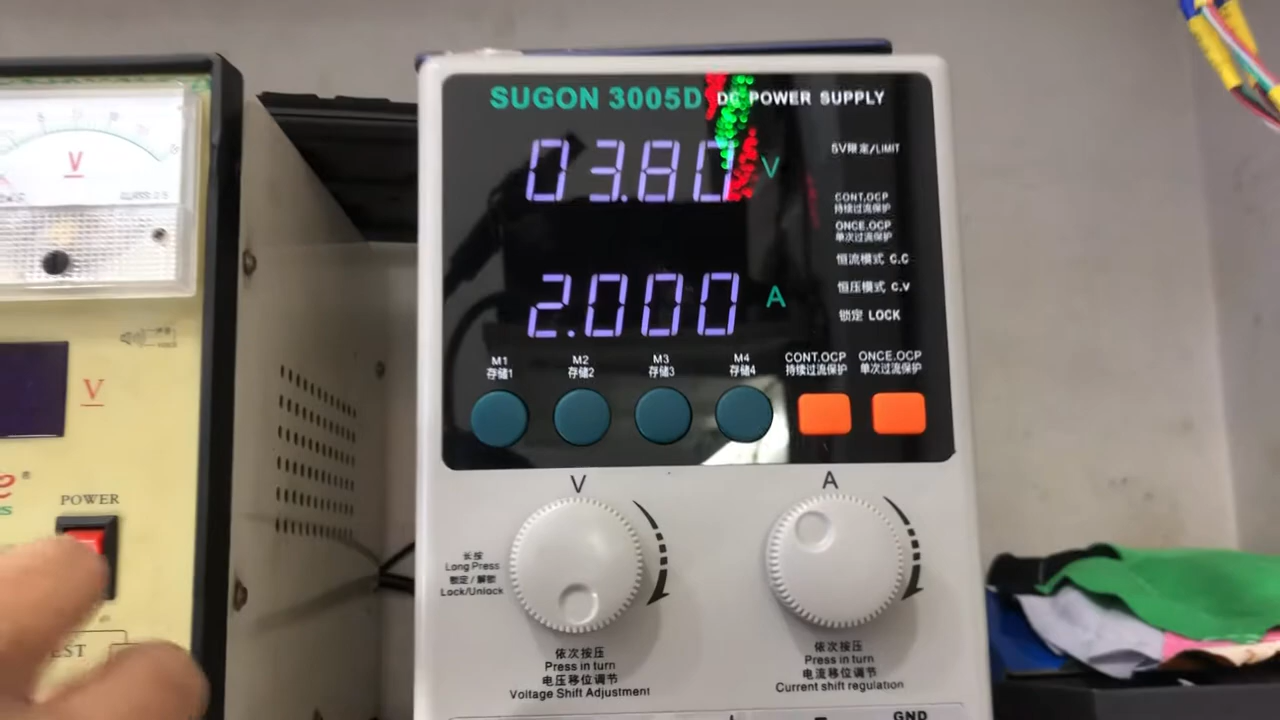 SUGON 3005D DC POWER SUPPLY
03.80 V
5V限定/LIMIT
CONT.OCP
持续过流保护
ONCE.OCP
单次过流保护
恒流模式 C.C
恒压模式 C.V
锁定 LOCK
2.000 A
M1
存储1
M2
存储2
M3
存储3
M4
存储4
CONT.OCP
持续过流保护
ONCE.OCP
单次过流保护
V
A
长按
Long Press
锁定/解锁
Lock/Unlock
依次按压
Press in turn
电压移位调节
Voltage Shift Adjustment
依次按压
Press in turn
电流移位调节
Current shift regulation
GND
V
V
POWER